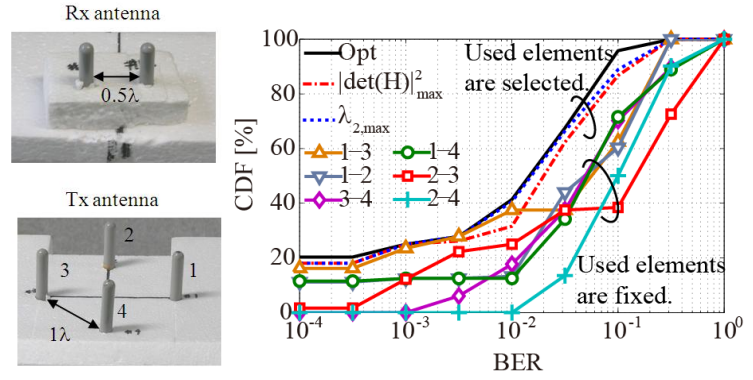 Rx antenna
0.5λ
Tx antenna
2
3
1
4
1λ
CDF [%]
100
80
60
40
20
0
Opt
|det(H)|²max
λ2,max
1−3
1−4
1−2
2−3
3−4
2−4
Used elements
are selected.
Used elements
are fixed.
10⁻⁴
10⁻³
10⁻²
10⁻¹
10⁰
BER